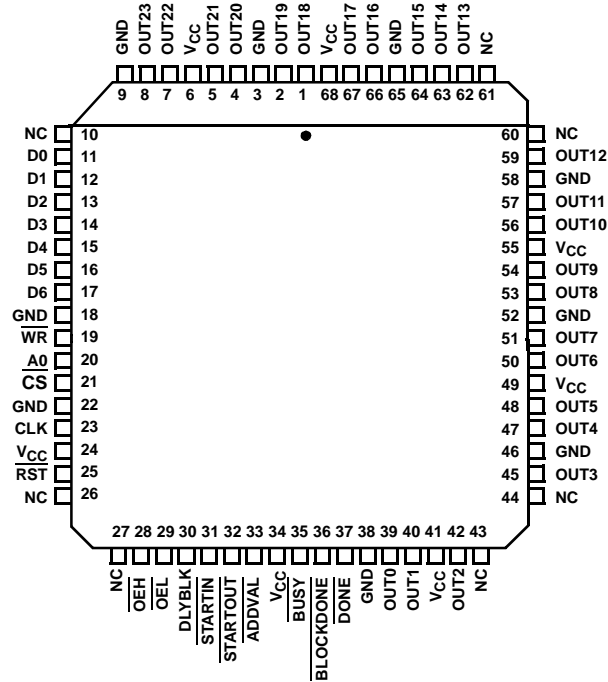 GND OUT23 OUT22 VCC OUT21 OUT20 GND OUT19 OUT18 VCC OUT17 OUT16 GND OUT15 OUT14 OUT13 NC
9 8 7 6 5 4 3 2 1 68 67 66 65 64 63 62 61
NC 10 60 NC
D0 11 59 OUT12
D1 12 58 GND
D2 13 57 OUT11
D3 14 56 OUT10
D4 15 55 VCC
D5 16 54 OUT9
D6 17 53 OUT8
GND 18 52 GND
WR 19 51 OUT7
A0 20 50 OUT6
CS 21 49 VCC
GND 22 48 OUT5
CLK 23 47 OUT4
VCC 24 46 GND
RST 25 45 OUT3
NC 26 44 NC
27 28 29 30 31 32 33 34 35 36 37 38 39 40 41 42 43
NC OEH OEL DLYBLK STARTIN STARTOUT ADDVAL VCC BUSY BLOCKDONE DONE GND OUT0 OUT1 VCC OUT2 NC